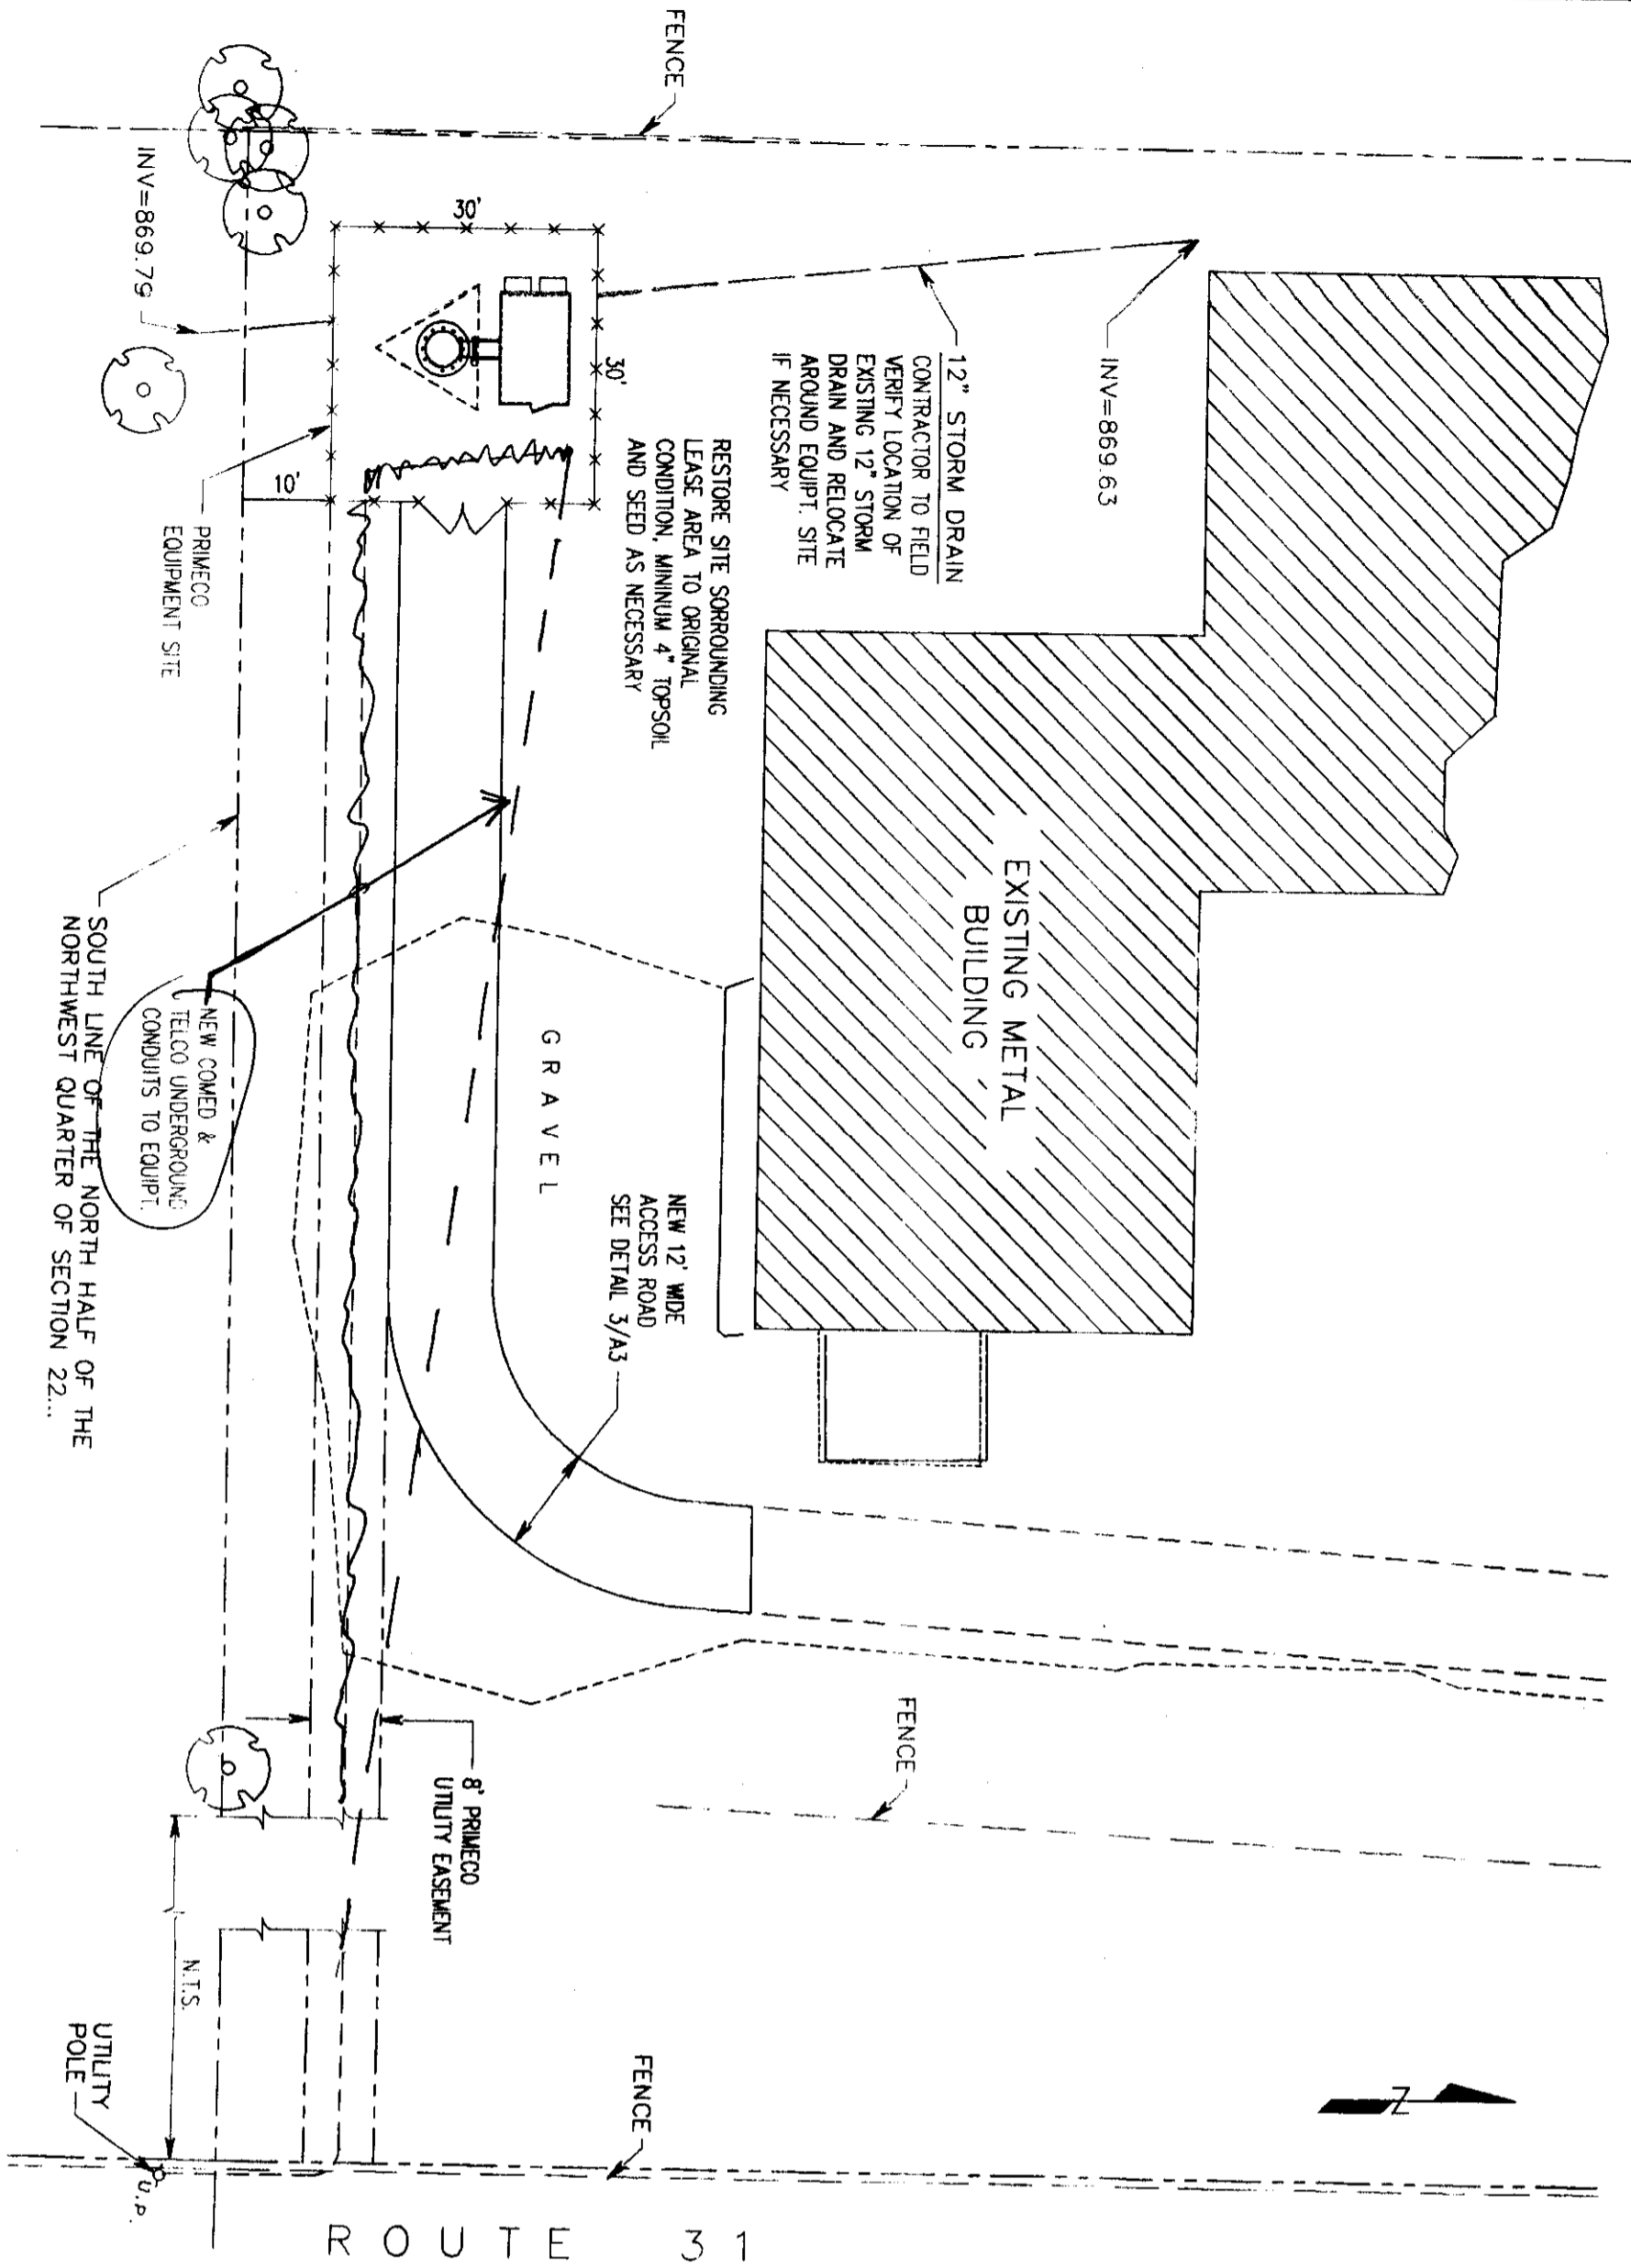 FENCE
INV=869.79
30'
30'
10'
INV=869.63
12" STORM DRAIN
CONTRACTOR TO FIELD
VERIFY LOCATION OF
EXISTING 12" STORM
DRAIN AND RELOCATE
AROUND EQUIPT. SITE
IF NECESSARY
RESTORE SITE SORROUNDING
LEASE AREA TO ORIGINAL
CONDITION, MININUM 4" TOPSOIL
AND SEED AS NECESSARY
PRIMECO
EQUIPMENT SITE
EXISTING METAL
BUILDING
GRAVEL
NEW COMED &
TELCO UNDERGROUND
CONDUITS TO EQUIPT.
SOUTH LINE OF THE NORTH HALF OF THE
NORTHWEST QUARTER OF SECTION 22...
NEW 12' WIDE
ACCESS ROAD
SEE DETAIL 3/A3
FENCE
8' PRIMECO
UTILITY EASEMENT
N.T.S.
UTILITY
POLE
U.P.
FENCE
N
ROUTE 31